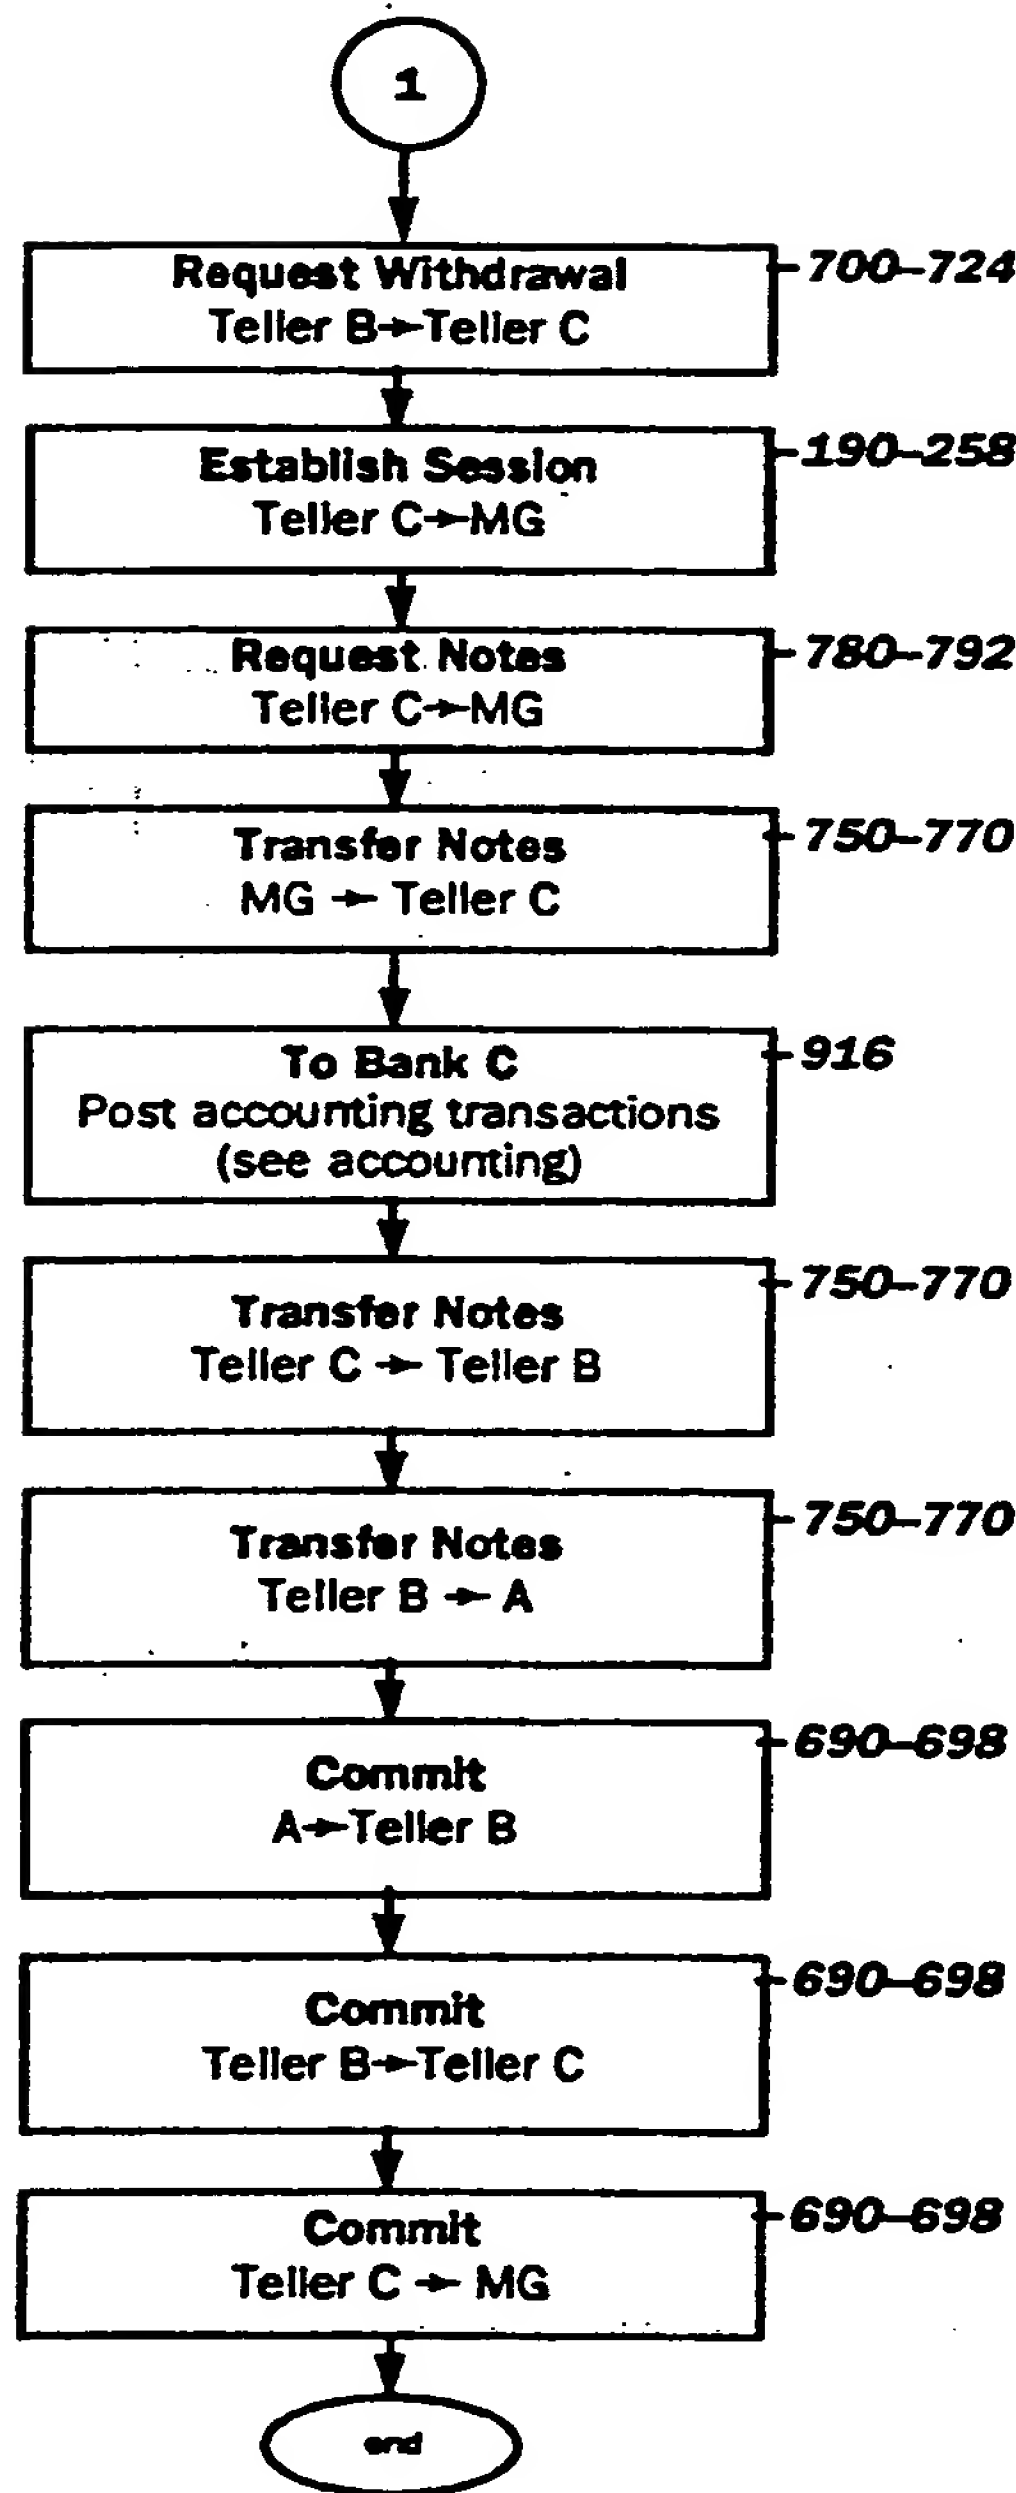 1
Request Withdrawal
Teller B→Teller C
700–724
Establish Session
Teller C→MG
190–258
Request Notes
Teller C→MG
780–792
Transfer Notes
MG → Teller C
750–770
To Bank C
Post accounting transactions
(see accounting)
916
Transfer Notes
Teller C → Teller B
750–770
Transfer Notes
Teller B → A
750–770
Commit
A→Teller B
690–698
Commit
Teller B→Teller C
690–698
Commit
Teller C → MG
690–698
end